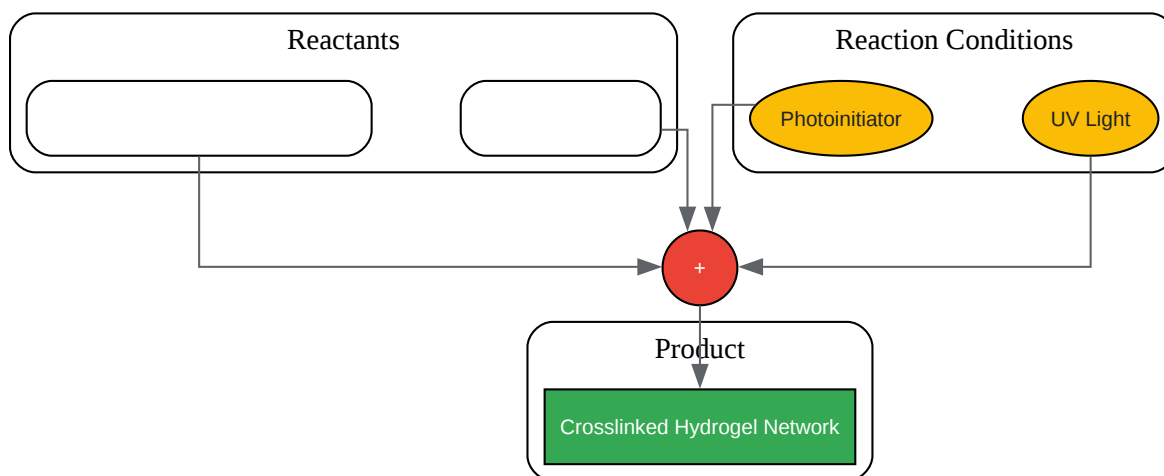 Reactants
Reaction Conditions
Photoinitiator
UV Light
+
Product
Crosslinked Hydrogel Network